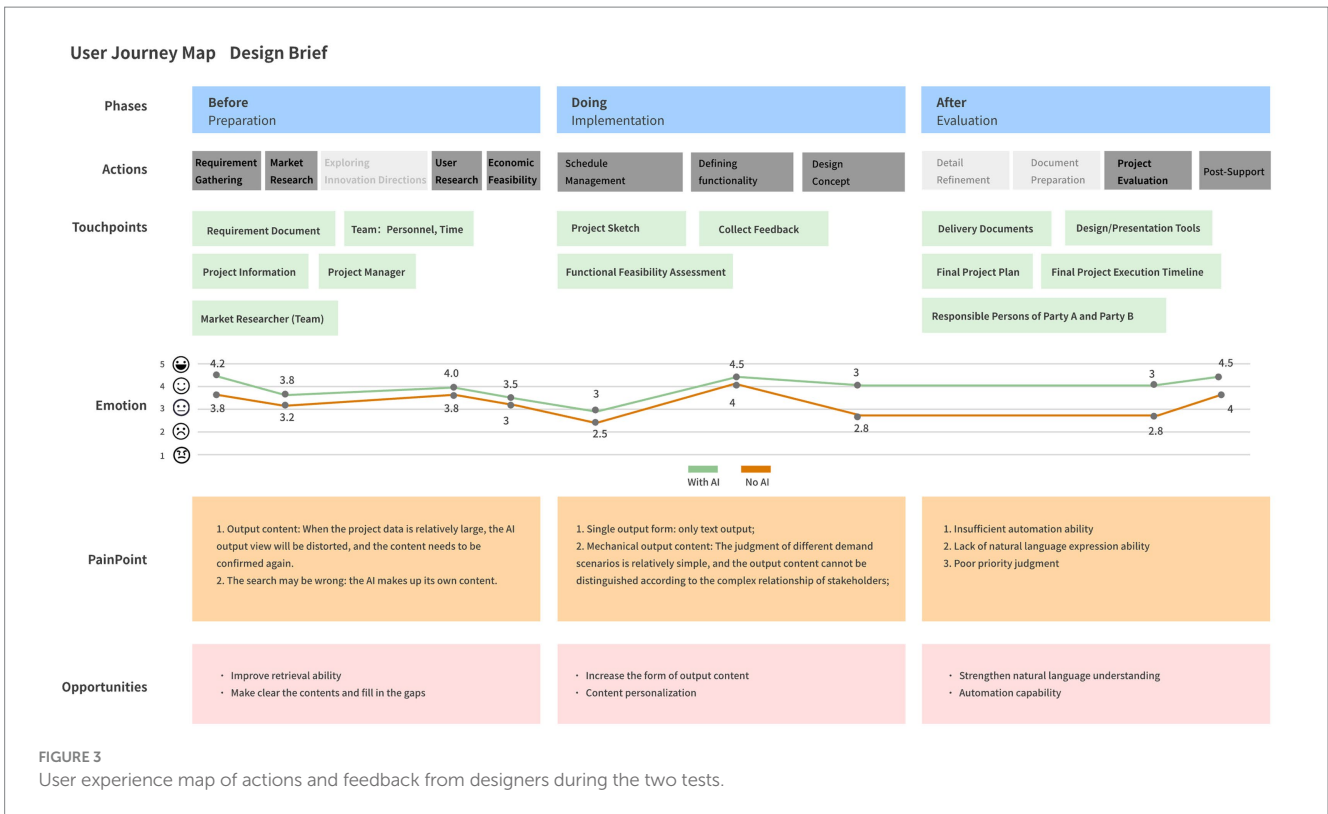 User Journey Map Design Brief
Phases
Before
Preparation
Doing
Implementation
After
Evaluation
Actions
Requirement
Gathering
Market
Research
Exploring
Innovation Directions
User
Research
Economic
Feasibility
Schedule
Management
Defining
functionality
Design
Concept
Detail
Refinement
Document
Preparation
Project
Evaluation
Post-Support
Touchpoints
Requirement Document
Team: Personnel, Time
Project Information
Project Manager
Market Researcher (Team)
Project Sketch
Collect Feedback
Functional Feasibility Assessment
Delivery Documents
Design/Presentation Tools
Final Project Plan
Final Project Execution Timeline
Responsible Persons of Party A and Party B
Emotion
5
4
3
2
1
4.2
3.8
4.0
3.5
3
4.5
3
3
4.5
3.8
3.2
3.8
3
2.5
4
2.8
2.8
4
With AI
No AI
PainPoint
1. Output content: When the project data is relatively large, the AI
output view will be distorted, and the content needs to be
confirmed again.
2. The search may be wrong: the AI makes up its own content.
1. Single output form: only text output;
2. Mechanical output content: The judgment of different demand
scenarios is relatively simple, and the output content cannot be
distinguished according to the complex relationship of stakeholders;
1. Insufficient automation ability
2. Lack of natural language expression ability
3. Poor priority judgment
Opportunities
· Improve retrieval ability
· Make clear the contents and fill in the gaps
· Increase the form of output content
· Content personalization
· Strengthen natural language understanding
· Automation capability
FIGURE 3
User experience map of actions and feedback from designers during the two tests.